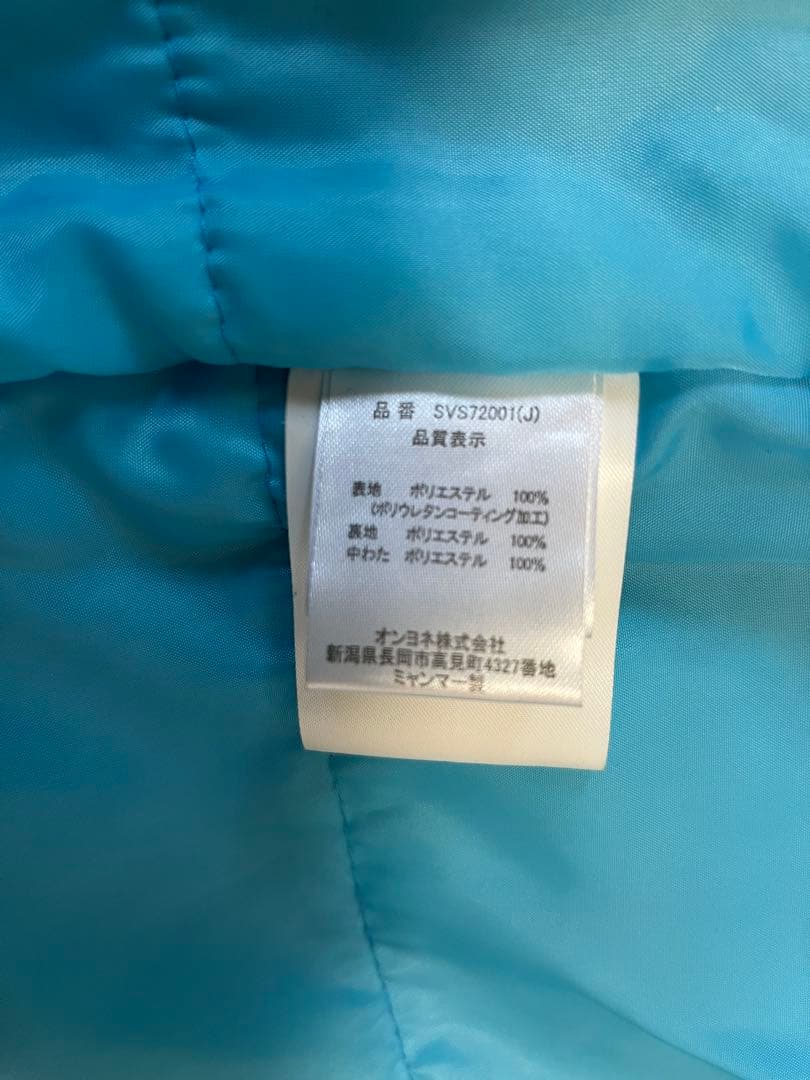 品 番 SVS72001(J)
品質表示
表地 ポリエステル 100%
(ポリウレタンコーティング加工)
裏地 ポリエステル 100%
中わた ポリエステル 100%
オンヨネ株式会社
新潟県長岡市高見町4327番地
ミャンマー製